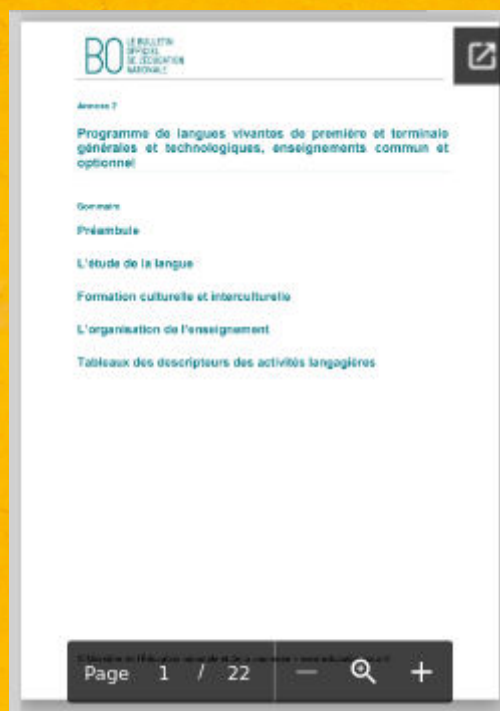 BO LE BULLETIN
OFFICIEL
DE L'ÉDUCATION
NATIONALE
Annexe 2
Programme de langues vivantes de première et terminale
générales et technologiques, enseignements commun et
optionnel
Sommaire
Préambule
L'étude de la langue
Formation culturelle et interculturelle
L'organisation de l'enseignement
Tableaux des descripteurs des activités langagières
Page 1 / 22